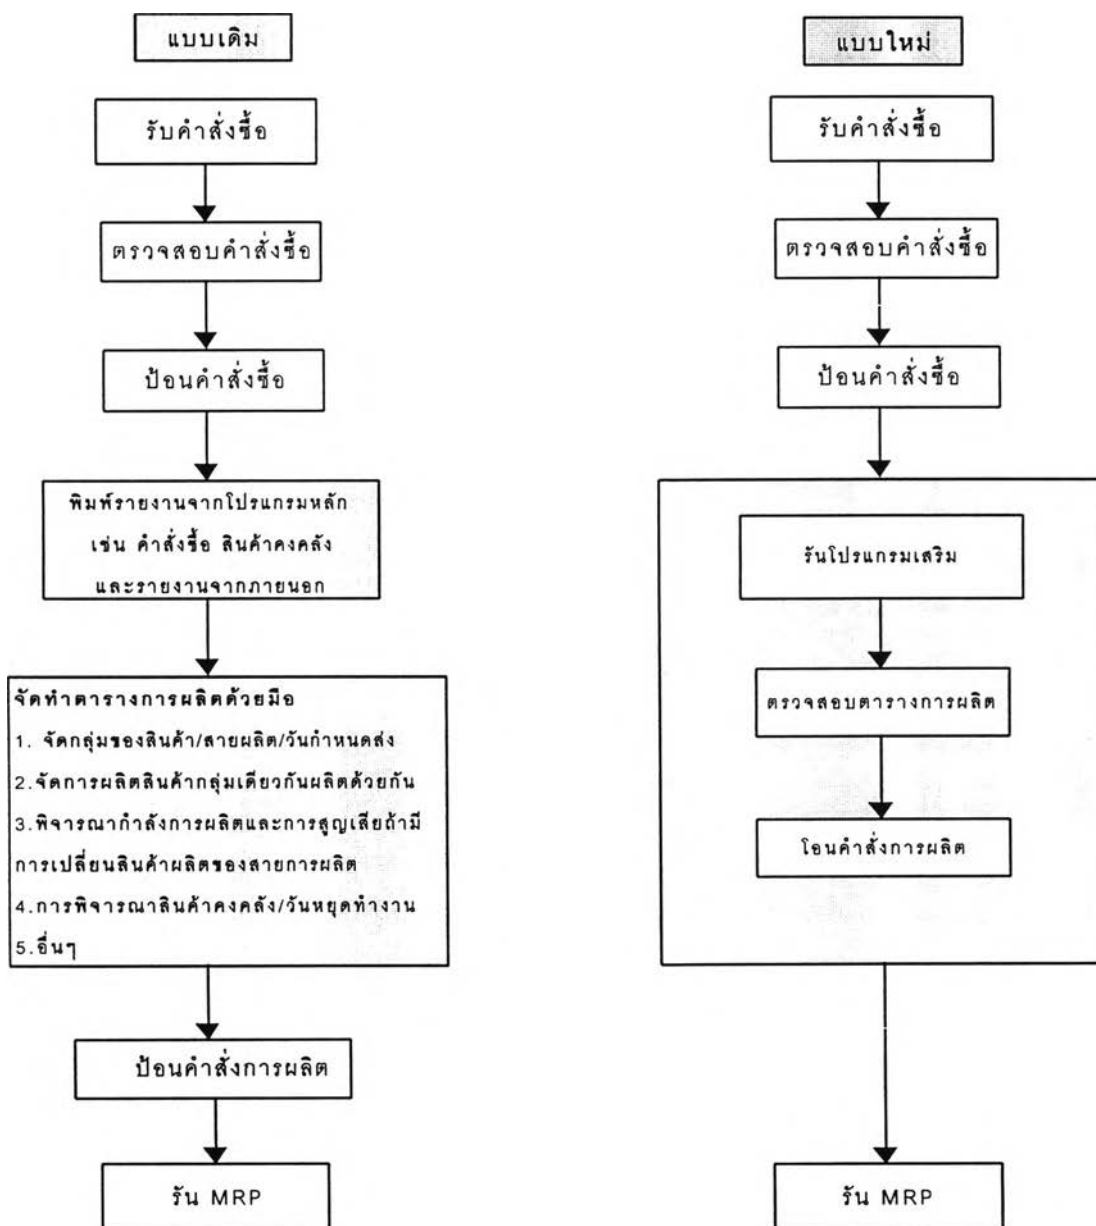 แบบเดิม
รับคำสั่งซื้อ
ตรวจสอบคำสั่งซื้อ
ป้อนคำสั่งซื้อ
พิมพ์รายงานจากโปรแกรมหลัก
เช่น คำสั่งซื้อ สินค้าคงคลัง
และรายงานจากภายนอก
จัดทำตารางการผลิตด้วยมือ
1. จัดกลุ่มของสินค้า/สายผลิต/วันกำหนดส่ง
2.จัดการผลิตสินค้ากลุ่มเดียวกันผลิตด้วยกัน
3.พิจารณากำลังการผลิตและการสูญเสียถ้ามี
การเปลี่ยนสินค้าผลิตของสายการผลิต
4.การพิจารณาสินค้าคงคลัง/วันหยุดทำงาน
5.อื่นๆ
ป้อนคำสั่งการผลิต
รัน MRP
แบบใหม่
รับคำสั่งซื้อ
ตรวจสอบคำสั่งซื้อ
ป้อนคำสั่งซื้อ
รันโปรแกรมเสริม
ตรวจสอบตารางการผลิต
โอนคำสั่งการผลิต
รัน MRP